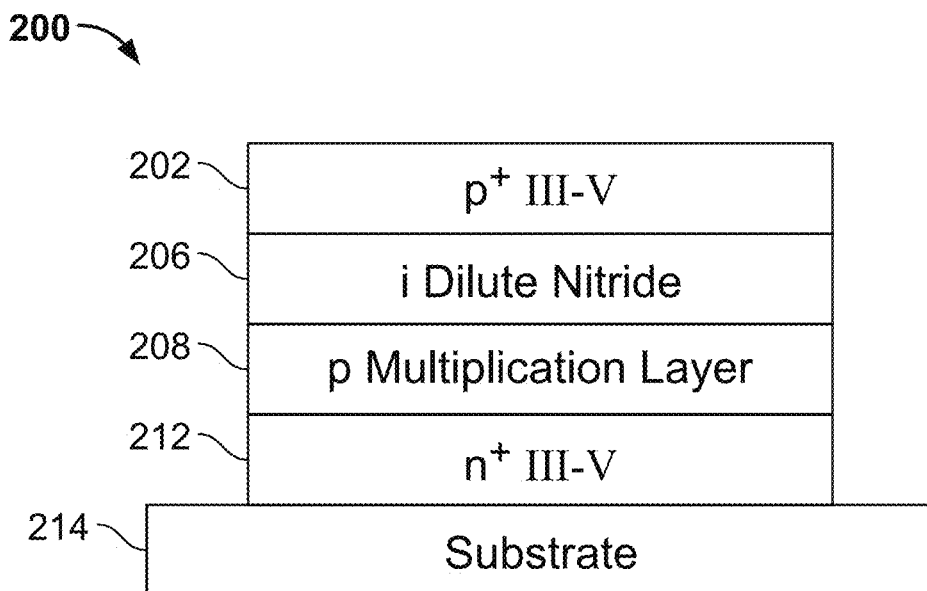 200
202
p⁺ III-V
206
i Dilute Nitride
208
p Multiplication Layer
212
n⁺ III-V
214
Substrate